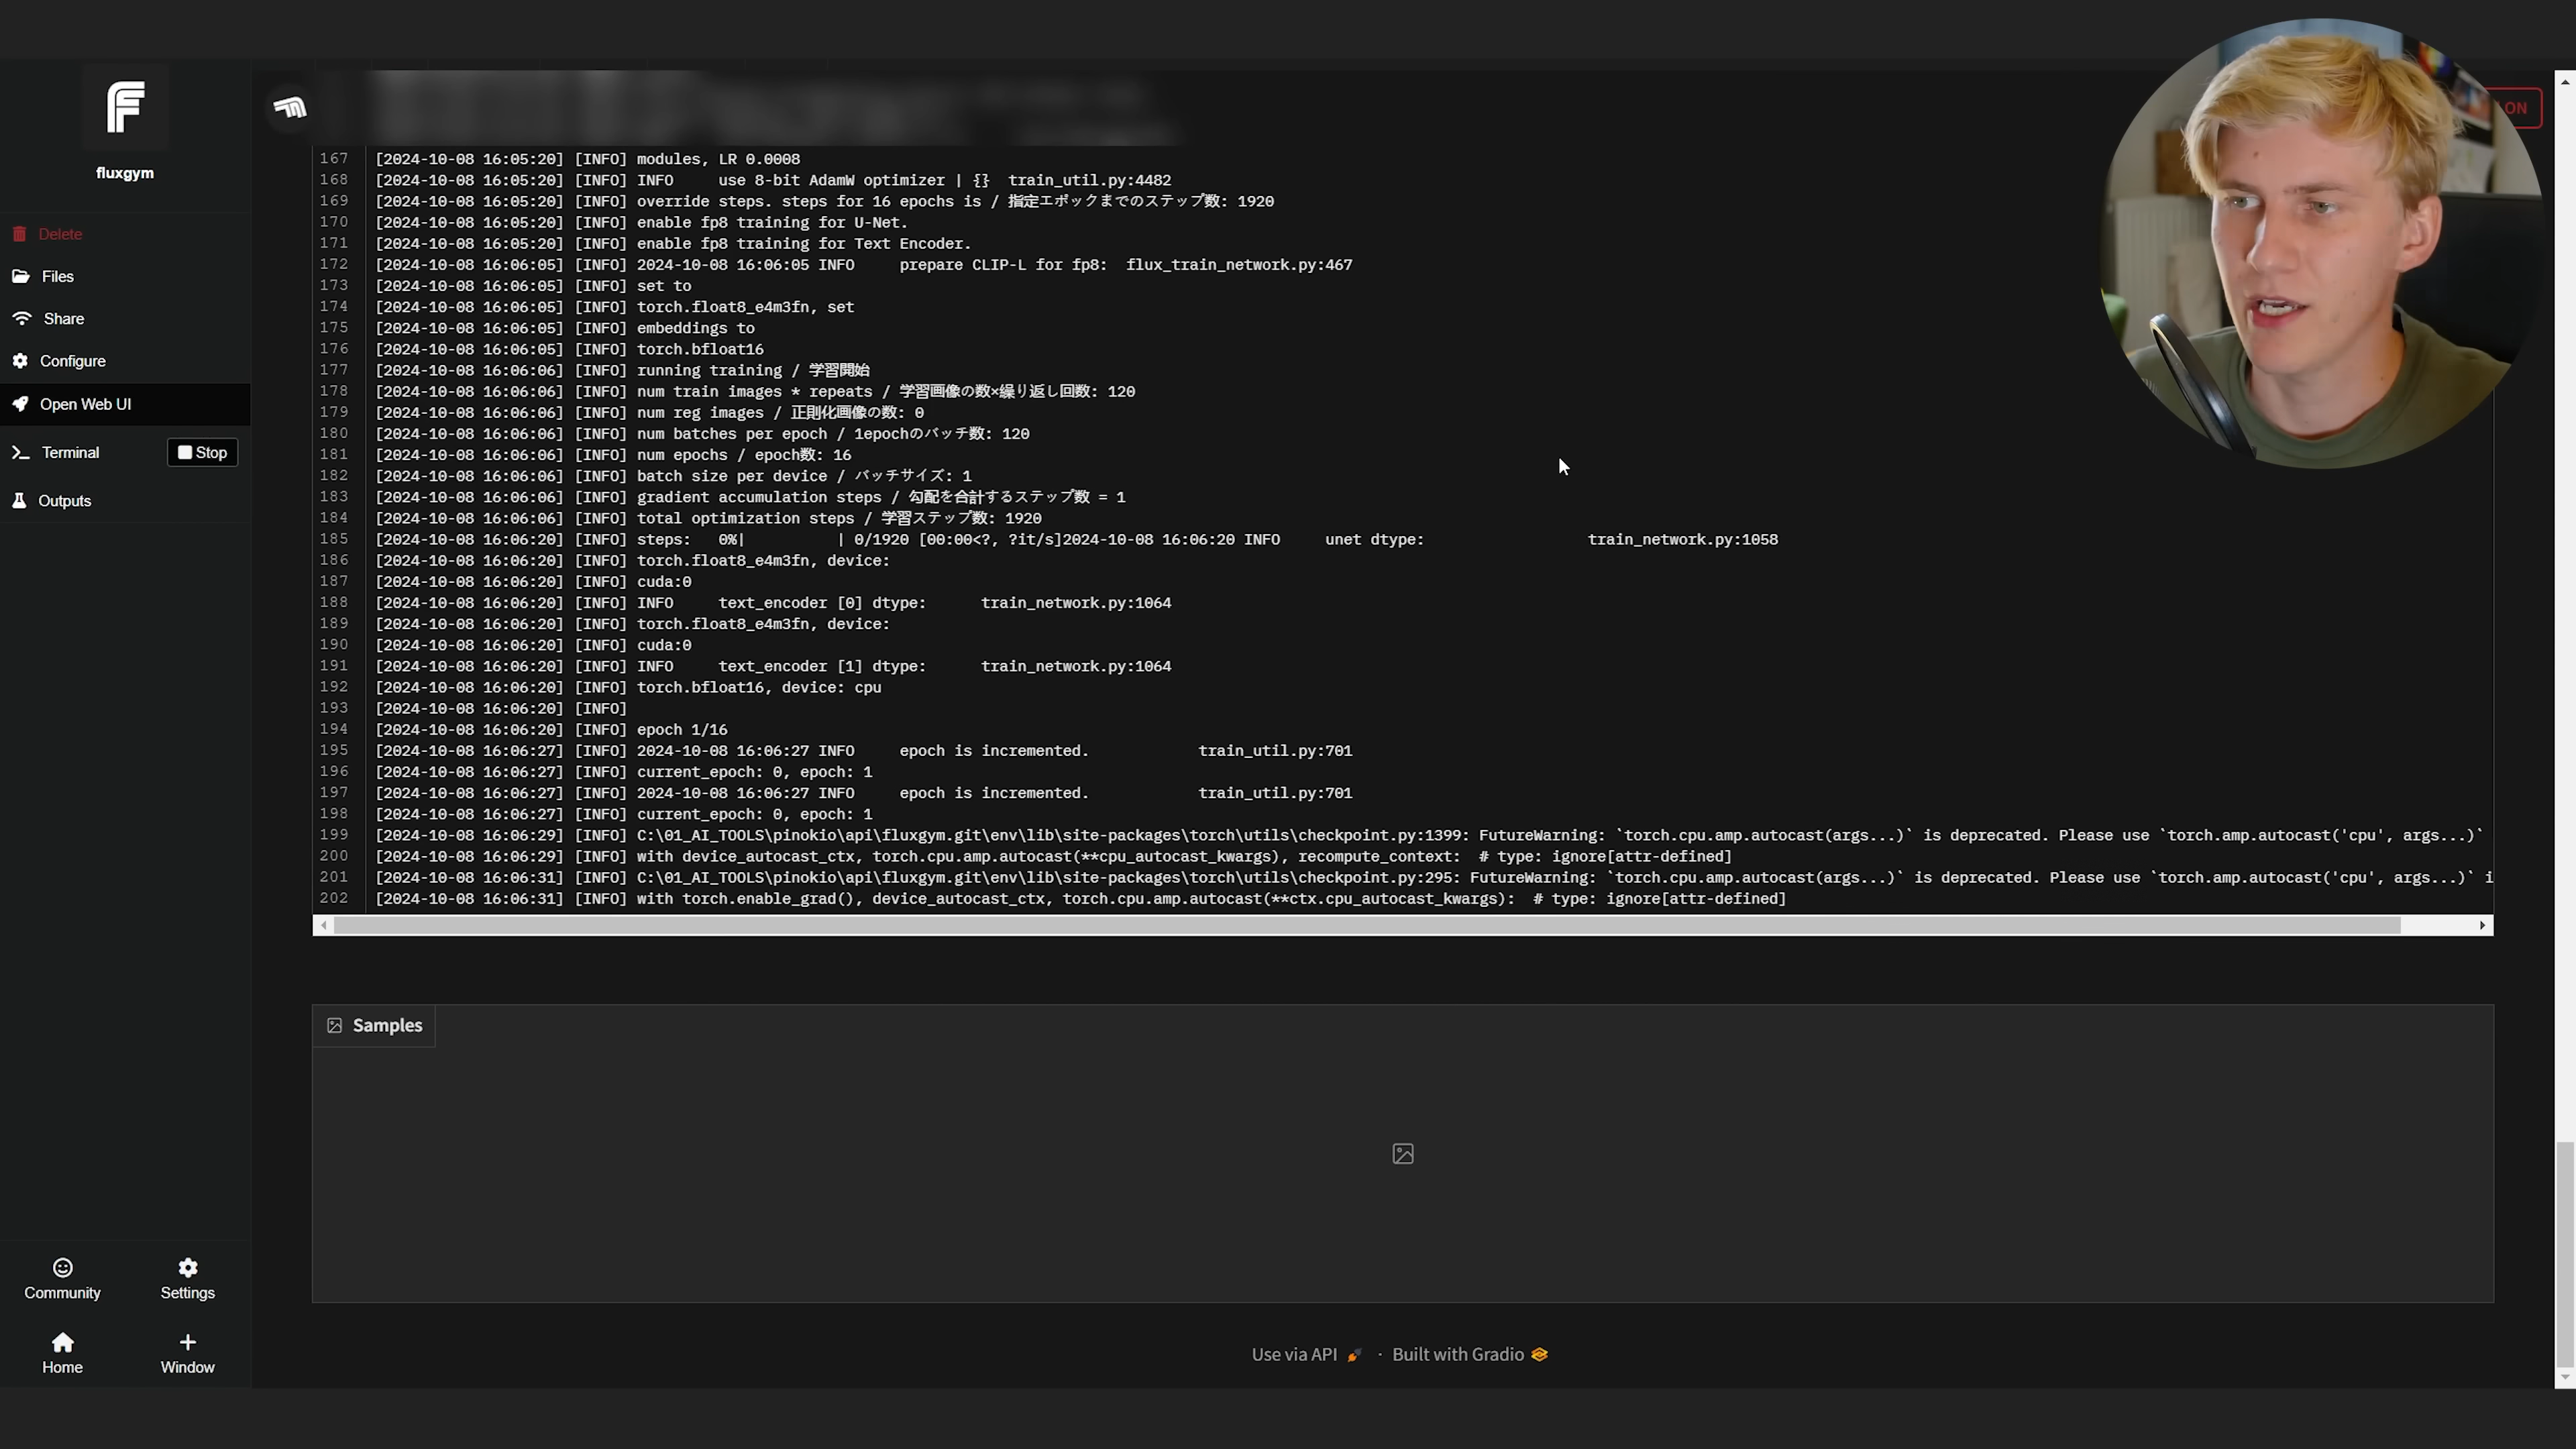 fluxgym
Delete
Files
Share
Configure
Open Web UI
Terminal
Stop
Outputs
Community
Settings
Home
Window
ON
167 [2024-10-08 16:05:20] [INFO] modules, LR 0.0008
168 [2024-10-08 16:05:20] [INFO] INFO     use 8-bit AdamW optimizer | {}  train_util.py:4482
169 [2024-10-08 16:05:20] [INFO] override steps. steps for 16 epochs is / 指定エポックまでのステップ数: 1920
170 [2024-10-08 16:05:20] [INFO] enable fp8 training for U-Net.
171 [2024-10-08 16:05:20] [INFO] enable fp8 training for Text Encoder.
172 [2024-10-08 16:06:05] [INFO] 2024-10-08 16:06:05 INFO     prepare CLIP-L for fp8:  flux_train_network.py:467
173 [2024-10-08 16:06:05] [INFO] set to
174 [2024-10-08 16:06:05] [INFO] torch.float8_e4m3fn, set
175 [2024-10-08 16:06:05] [INFO] embeddings to
176 [2024-10-08 16:06:05] [INFO] torch.bfloat16
177 [2024-10-08 16:06:06] [INFO] running training / 学習開始
178 [2024-10-08 16:06:06] [INFO] num train images * repeats / 学習画像の数×繰り返し回数: 120
179 [2024-10-08 16:06:06] [INFO] num reg images / 正則化画像の数: 0
180 [2024-10-08 16:06:06] [INFO] num batches per epoch / 1epochのバッチ数: 120
181 [2024-10-08 16:06:06] [INFO] num epochs / epoch数: 16
182 [2024-10-08 16:06:06] [INFO] batch size per device / バッチサイズ: 1
183 [2024-10-08 16:06:06] [INFO] gradient accumulation steps / 勾配を合計するステップ数 = 1
184 [2024-10-08 16:06:06] [INFO] total optimization steps / 学習ステップ数: 1920
185 [2024-10-08 16:06:20] [INFO] steps:   0%|          | 0/1920 [00:00<?, ?it/s]2024-10-08 16:06:20 INFO     unet dtype:                  train_network.py:1058
186 [2024-10-08 16:06:20] [INFO] torch.float8_e4m3fn, device:
187 [2024-10-08 16:06:20] [INFO] cuda:0
188 [2024-10-08 16:06:20] [INFO] INFO     text_encoder [0] dtype:      train_network.py:1064
189 [2024-10-08 16:06:20] [INFO] torch.float8_e4m3fn, device:
190 [2024-10-08 16:06:20] [INFO] cuda:0
191 [2024-10-08 16:06:20] [INFO] INFO     text_encoder [1] dtype:      train_network.py:1064
192 [2024-10-08 16:06:20] [INFO] torch.bfloat16, device: cpu
193 [2024-10-08 16:06:20] [INFO]
194 [2024-10-08 16:06:20] [INFO] epoch 1/16
195 [2024-10-08 16:06:27] [INFO] 2024-10-08 16:06:27 INFO     epoch is incremented.            train_util.py:701
196 [2024-10-08 16:06:27] [INFO] current_epoch: 0, epoch: 1
197 [2024-10-08 16:06:27] [INFO] 2024-10-08 16:06:27 INFO     epoch is incremented.            train_util.py:701
198 [2024-10-08 16:06:27] [INFO] current_epoch: 0, epoch: 1
199 [2024-10-08 16:06:29] [INFO] C:\01_AI_TOOLS\pinokio\api\fluxgym.git\env\lib\site-packages\torch\utils\checkpoint.py:1399: FutureWarning: `torch.cpu.amp.autocast(args...)` is deprecated. Please use `torch.amp.autocast('cpu', args...)`
200 [2024-10-08 16:06:29] [INFO] with device_autocast_ctx, torch.cpu.amp.autocast(**cpu_autocast_kwargs), recompute_context:  # type: ignore[attr-defined]
201 [2024-10-08 16:06:31] [INFO] C:\01_AI_TOOLS\pinokio\api\fluxgym.git\env\lib\site-packages\torch\utils\checkpoint.py:295: FutureWarning: `torch.cpu.amp.autocast(args...)` is deprecated. Please use `torch.amp.autocast('cpu', args...)` i
202 [2024-10-08 16:06:31] [INFO] with torch.enable_grad(), device_autocast_ctx, torch.cpu.amp.autocast(**ctx.cpu_autocast_kwargs):  # type: ignore[attr-defined]
Samples
Use via API · Built with Gradio